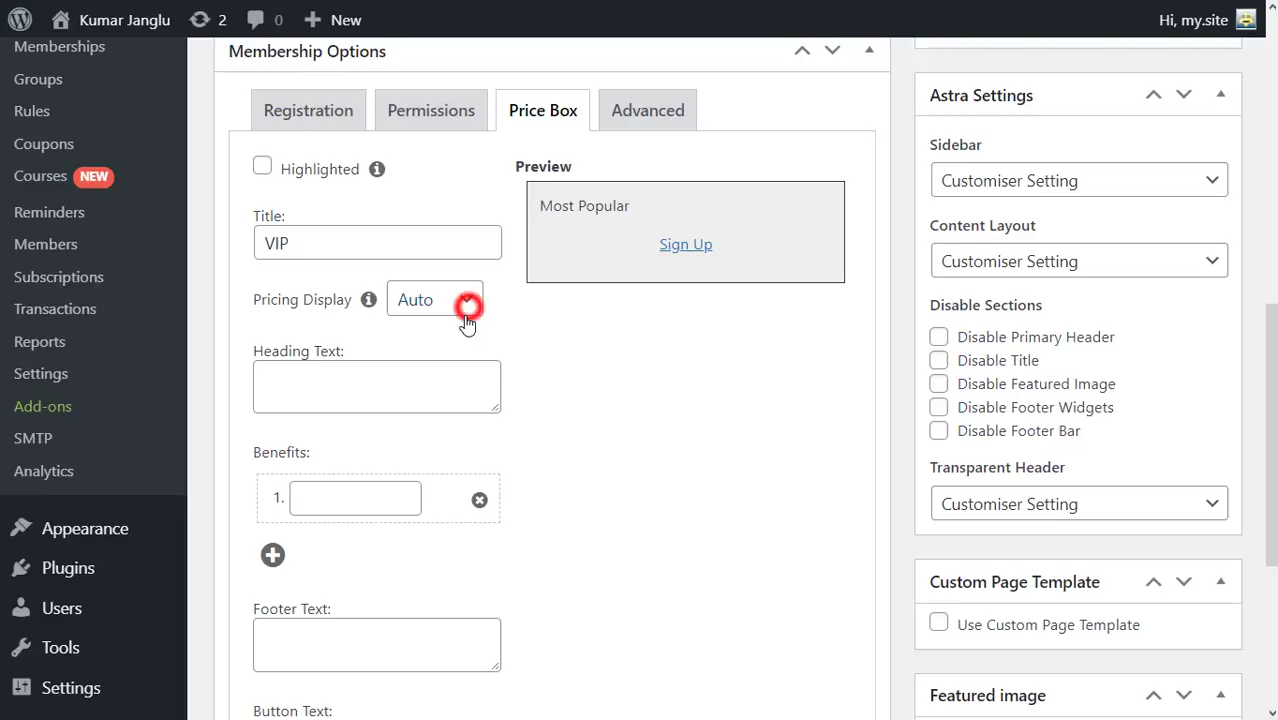 Kumar Janglu
2
0
New
Hi, my.site
Memberships
Groups
Rules
Coupons
Courses NEW
Reminders
Members
Subscriptions
Transactions
Reports
Settings
Add-ons
SMTP
Analytics
Appearance
Plugins
Users
Tools
Settings
Membership Options
Registration
Permissions
Price Box
Advanced
Highlighted
Title:
VIP
Pricing Display
Auto
Heading Text:
Benefits:
1.
Footer Text:
Button Text:
Preview
Most Popular
Sign Up
Astra Settings
Sidebar
Customiser Setting
Content Layout
Customiser Setting
Disable Sections
Disable Primary Header
Disable Title
Disable Featured Image
Disable Footer Widgets
Disable Footer Bar
Transparent Header
Customiser Setting
Custom Page Template
Use Custom Page Template
Featured image